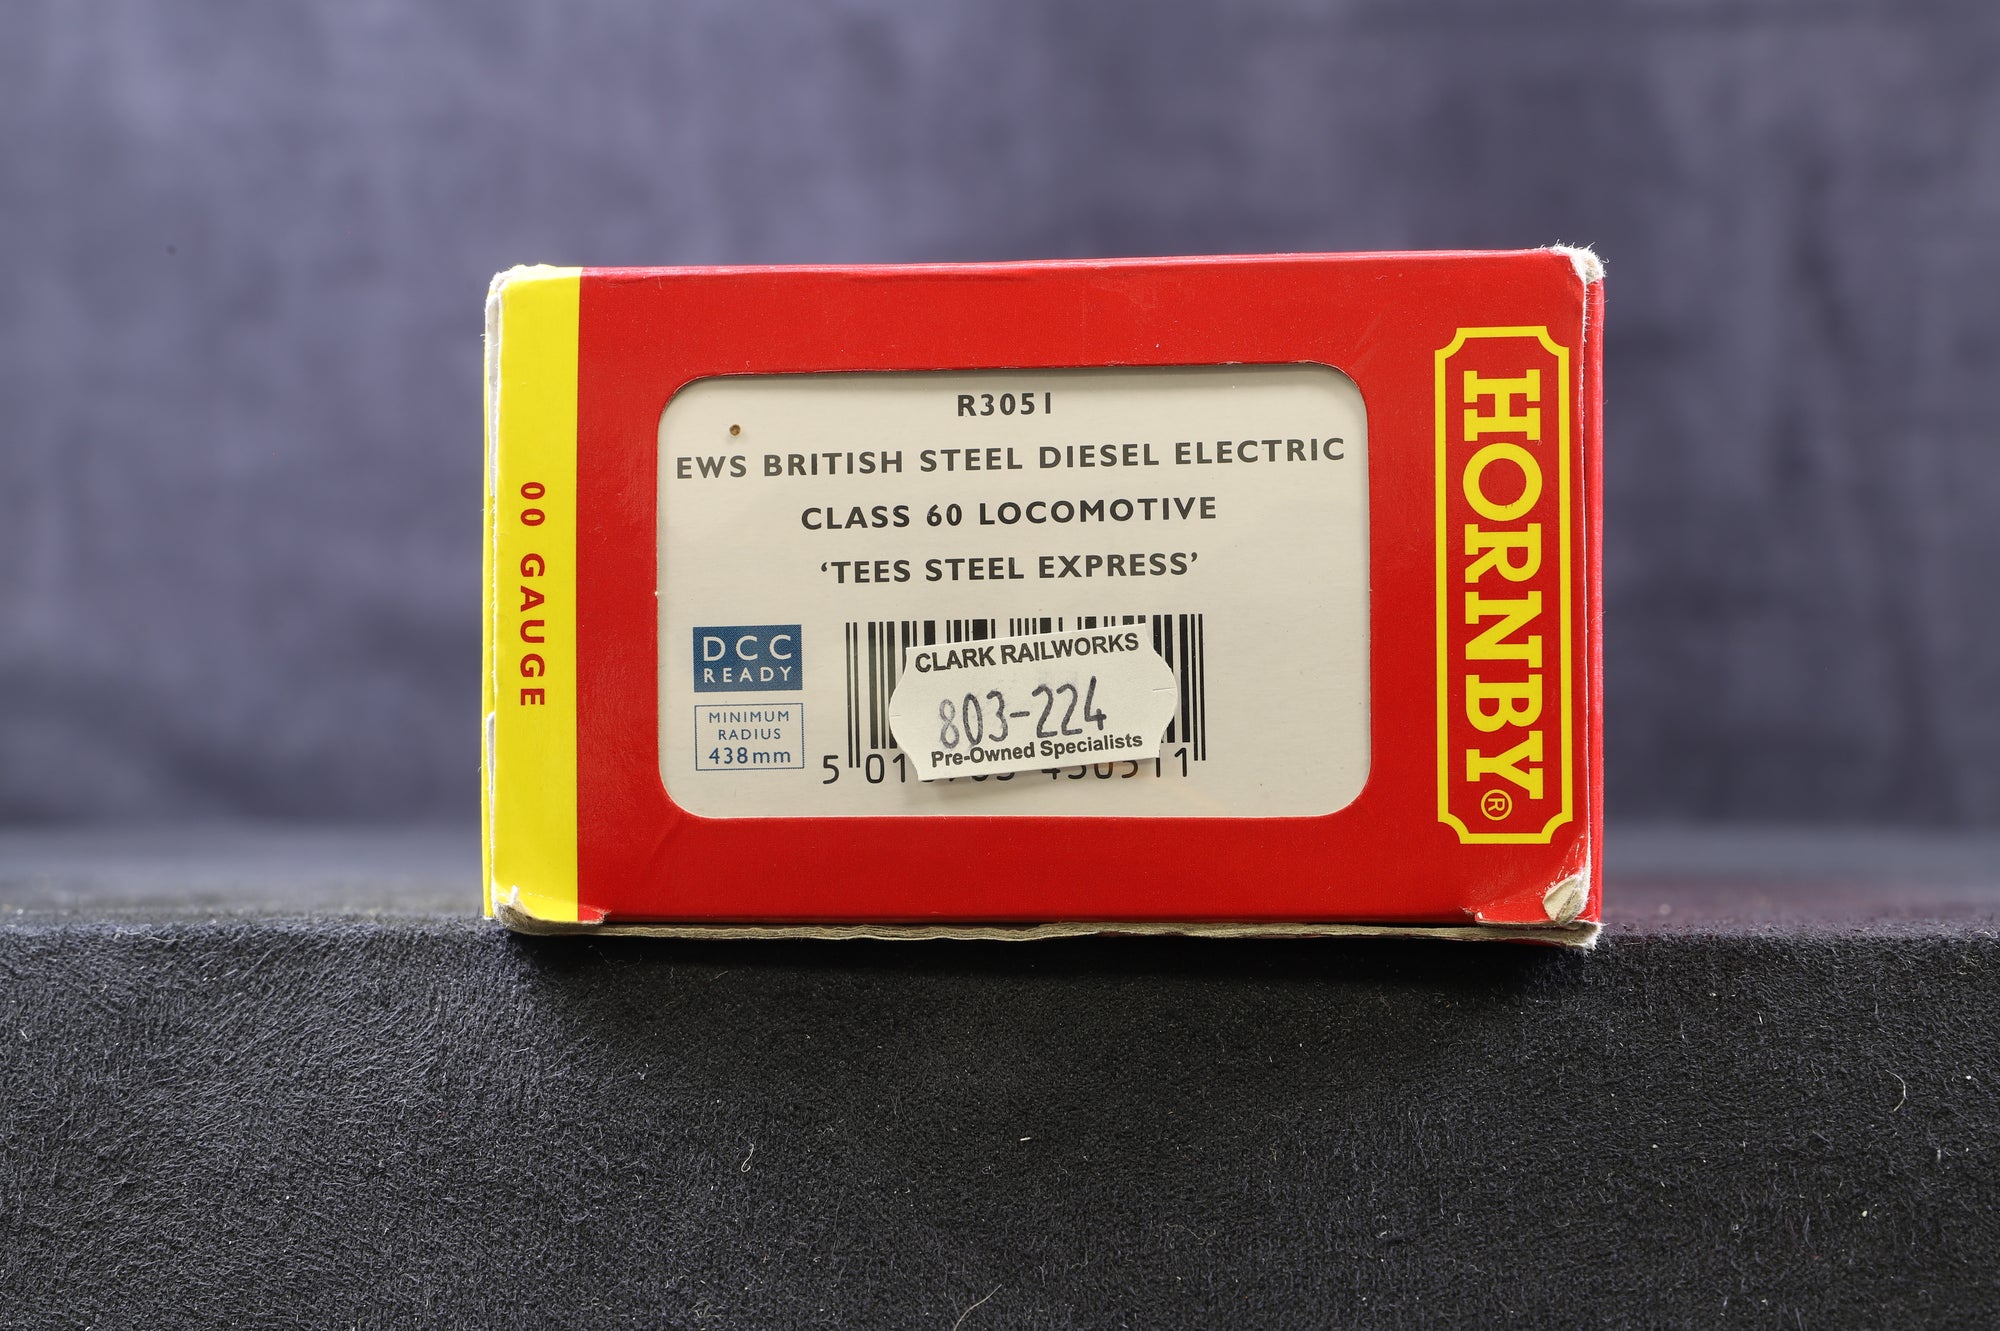 R3051
EWS BRITISH STEEL DIESEL ELECTRIC
CLASS 60 LOCOMOTIVE
‘TEES STEEL EXPRESS’
DCC
READY
MINIMUM
RADIUS
438mm
CLARK RAILWORKS
803-224
Pre-Owned Specialists
00 GAUGE
HORNBY®